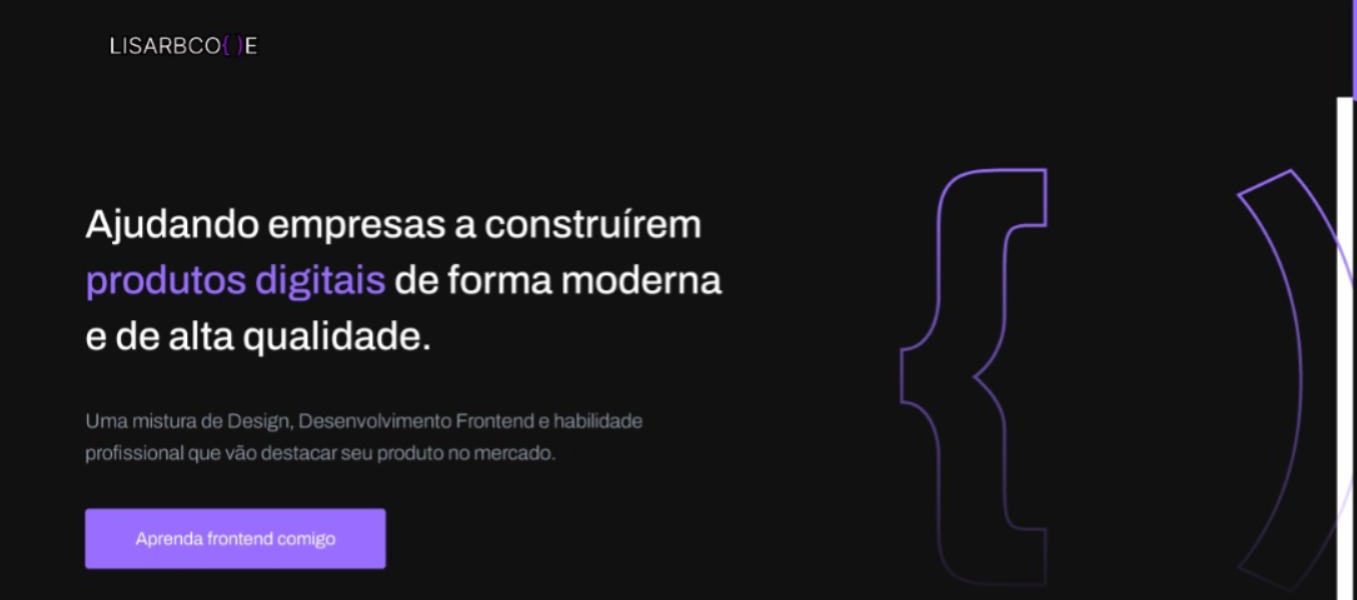 LISARBCO{ )E
Ajudando empresas a construírem
produtos digitais de forma moderna
e de alta qualidade.
Uma mistura de Design, Desenvolvimento Frontend e habilidade
profissional que vão destacar seu produto no mercado.
Aprenda frontend comigo
{ )